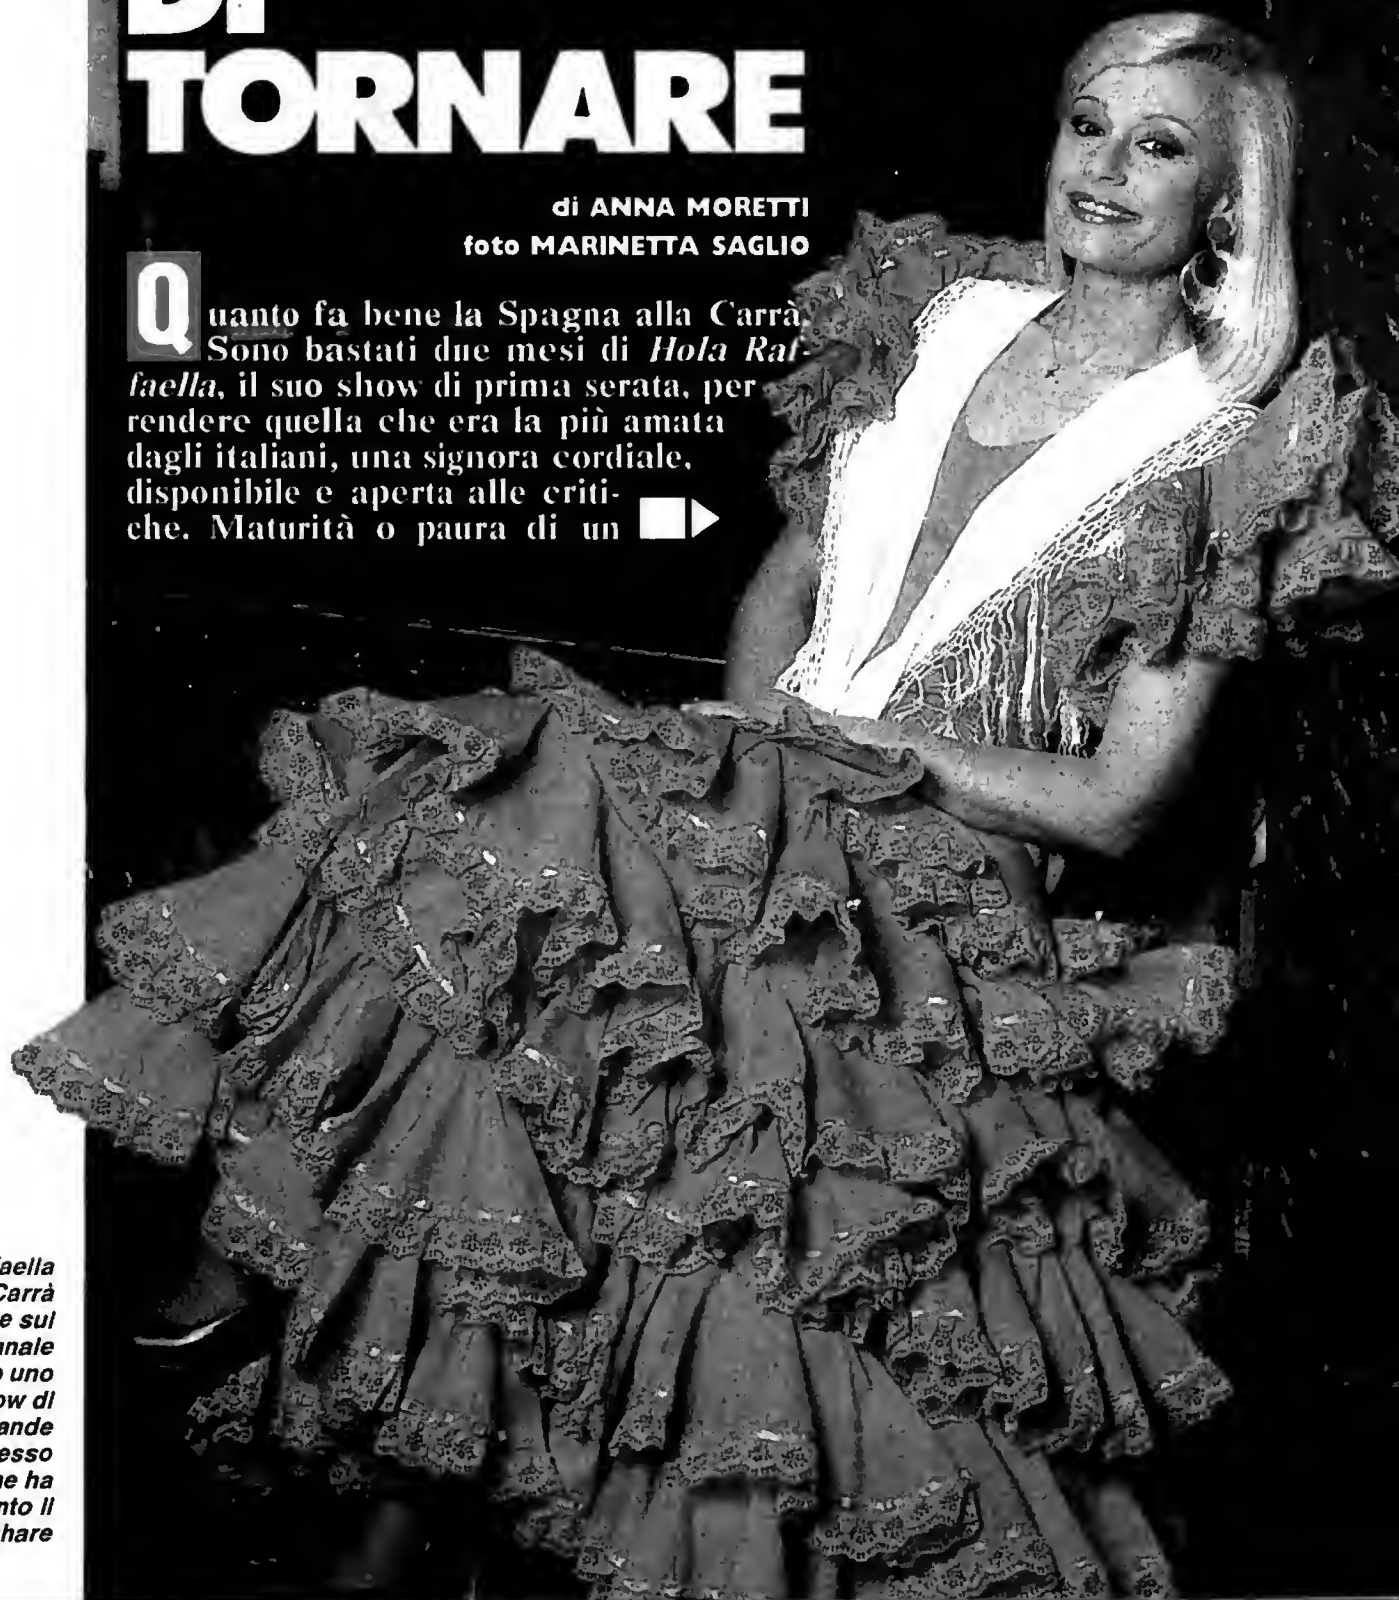 DI
TORNARE
di ANNA MORETTI
foto MARINETTA SAGLIO
Quanto fa bene la Spagna alla Carrà.
Sono bastati due mesi di Hola Raf-
faella, il suo show di prima serata, per
rendere quella che era la più amata
dagli italiani, una signora cordiale,
disponibile e aperta alle criti-
che. Maturità o paura di un
aella
Carrà
e sul
nale
uno
ow di
ande
esso
e ha
nto il
hare